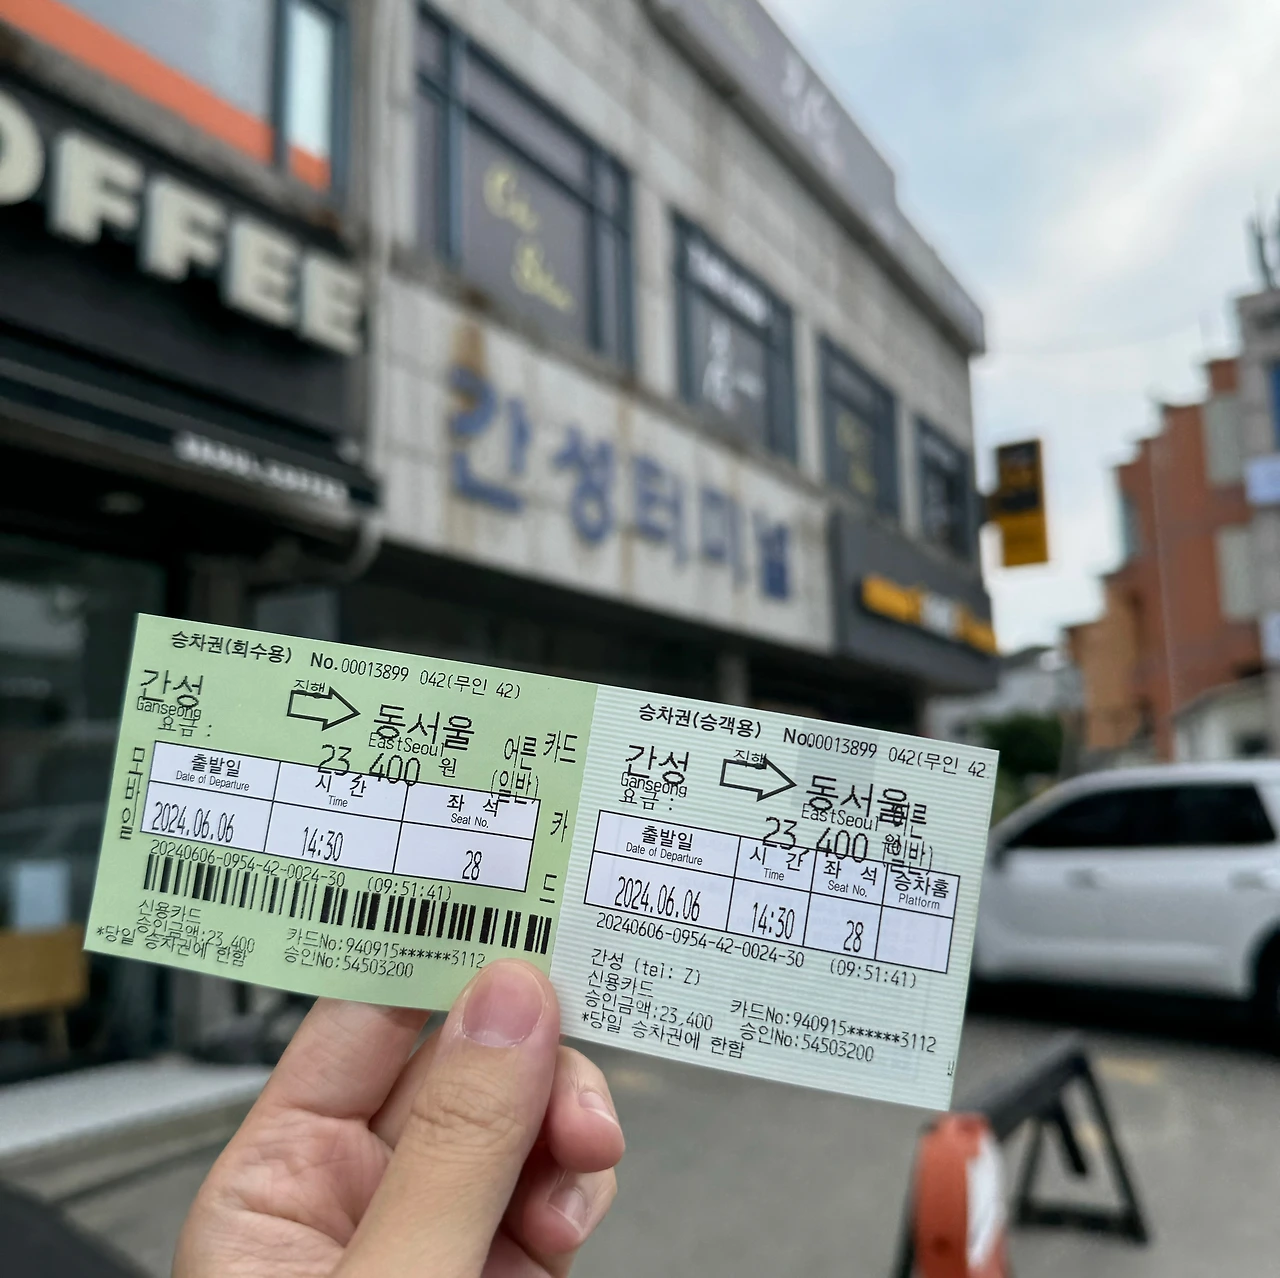 OFFEE
간성터미널
승차권(회수용) No.00013899 042(무인 42)
간성 직행 동서울
Ganseong EastSeoul
요금 : 23,400 원
어른 카드
(일반)
모바일
카드
출발일 시 간 좌 석
Date of Departure Time Seat No.
2024.06.06 14:30 28
20240606-0954-42-0024-30 (09:51:41)
신용카드
승인금액:23,400 카드No:940915******3112
*당일 승차권에 한함 승인No:54503200
승차권(승객용) No00013899 042(무인 42
간성 직행 동서울
Ganseong EastSeoul 어른
요금 : 23,400 원 (일반)
출발일 시 간 좌 석 승차홈
Date of Departure Time Seat No. Platform
2024.06.06 14:30 28
20240606-0954-42-0024-30 (09:51:41)
간성 (tel: Z)
신용카드
승인금액:23,400 카드No:940915******3112
*당일 승차권에 한함 승인No:54503200